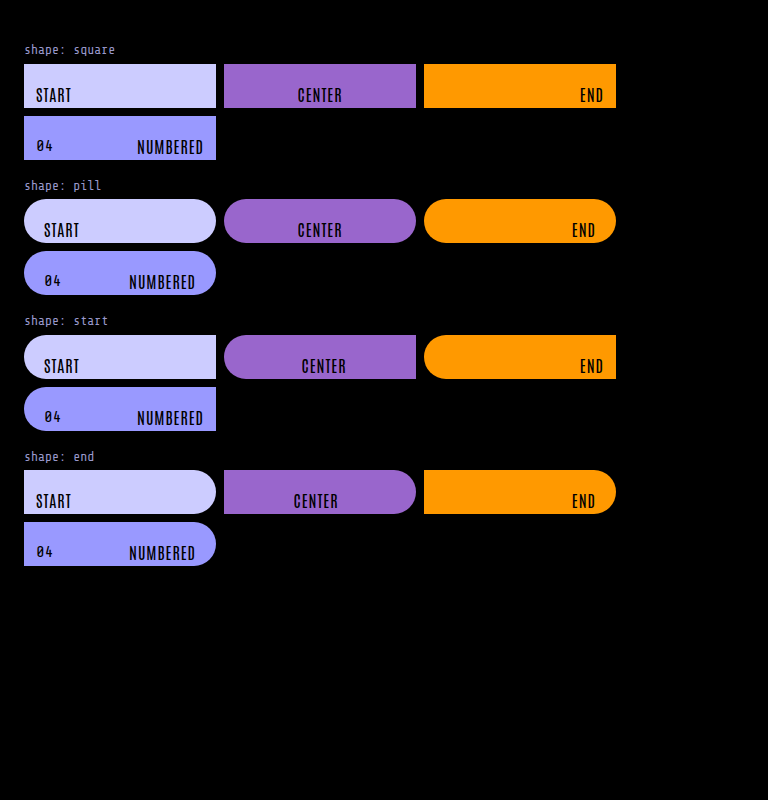 shape: square
START CENTER END
04 NUMBERED
shape: pill
START CENTER END
04 NUMBERED
shape: start
START CENTER END
04 NUMBERED
shape: end
START CENTER END
04 NUMBERED